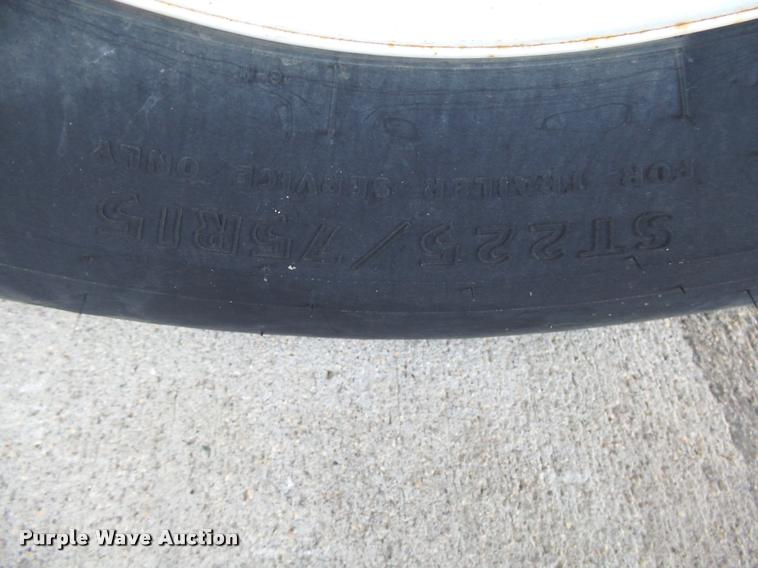 ST225/75R15
FOR TRAILER SERVICE ONLY
Purple Wave Auction